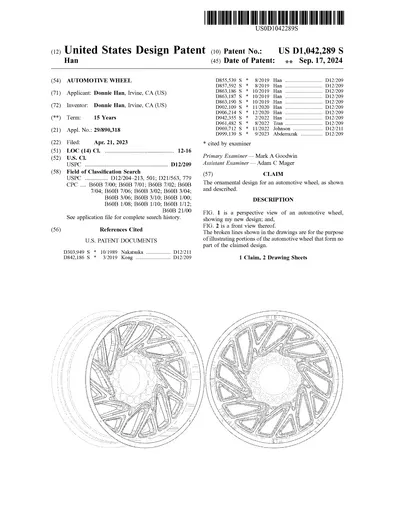 US01042289S
(12) United States Design Patent
Han
(10) Patent No.: US D1,042,289 S
(45) Date of Patent: ** Sep. 17, 2024
(54) AUTOMOTIVE WHEEL
(71) Applicant: Donnie Han, Irvine, CA (US)
(72) Inventor: Donnie Han, Irvine, CA (US)
(**) Term: 15 Years
(21) Appl. No.: 29/890,318
(22) Filed: Apr. 21, 2023
(51) LOC (14) Cl. 12-16
(52) U.S. Cl.
USPC D12/209
(58) Field of Classification Search
USPC D12/204-213, 501; D21/563, 779
CPC B60B 7/00; B60B 7/01; B60B 7/02; B60B
7/04; B60B 7/06; B60B 3/02; B60B 3/04;
B60B 3/06; B60B 3/10; B60B 1/00;
B60B 1/06; B60B 1/10; B60B 1/12;
B60B 21/00
See application file for complete search history.
(56) References Cited
U.S. PATENT DOCUMENTS
D303,949 S * 10/1989 Nakatsuka D12/211
D842,186 S * 3/2019 Kong D12/209
D855,539 S * 8/2019 Han D12/209
D857,592 S * 8/2019 Han D12/209
D863,186 S * 10/2019 Han D12/209
D863,187 S * 10/2019 Han D12/209
D863,190 S * 10/2019 Han D12/209
D902,109 S * 11/2020 Han D12/209
D906,214 S * 12/2020 Han D12/209
D942,355 S * 2/2022 Han D12/209
D961,482 S * 8/2022 Tran D12/209
D969,712 S * 11/2022 Johnson D12/211
D999,139 S * 9/2023 Abdesrazak D12/209
* cited by examiner
Primary Examiner — Mark A Goodwin
Assistant Examiner — Adam C Mager
(57) CLAIM
The ornamental design for an automotive wheel, as shown
and described.
DESCRIPTION
FIG. 1 is a perspective view of an automotive wheel,
showing my new design; and,
FIG. 2 is a front view thereof.
The broken lines shown in the drawings are for the purpose
of illustrating portions of the automotive wheel that form no
part of the claimed design.
1 Claim, 2 Drawing Sheets